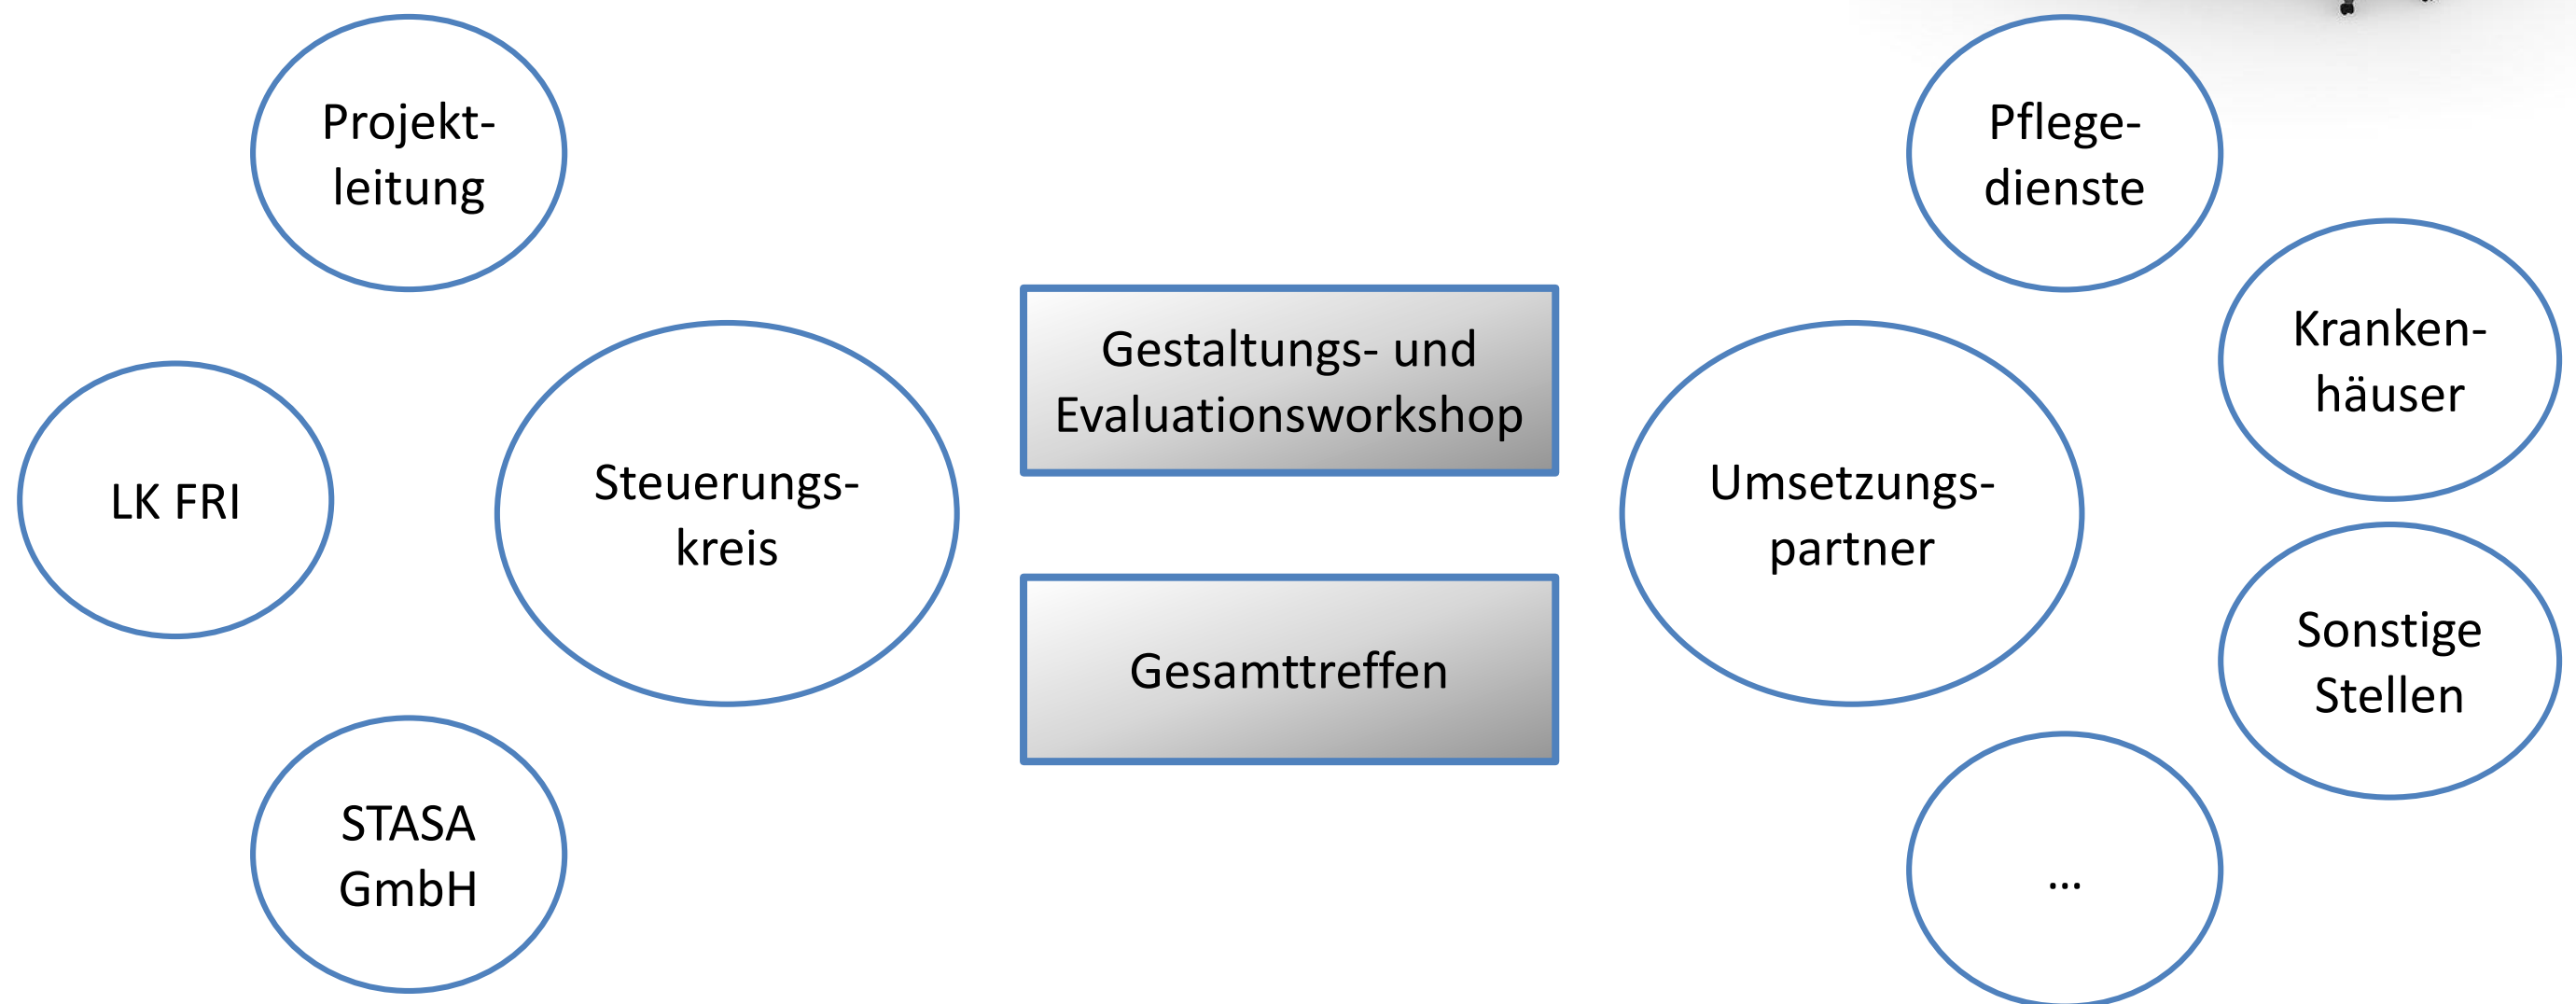 Projekt-
leitung
LK FRI
Steuerungs-
kreis
STASA
GmbH
Gestaltungs- und
Evaluationsworkshop
Gesamttreffen
Umsetzungs-
partner
Pflege-
dienste
Kranken-
häuser
Sonstige
Stellen
...